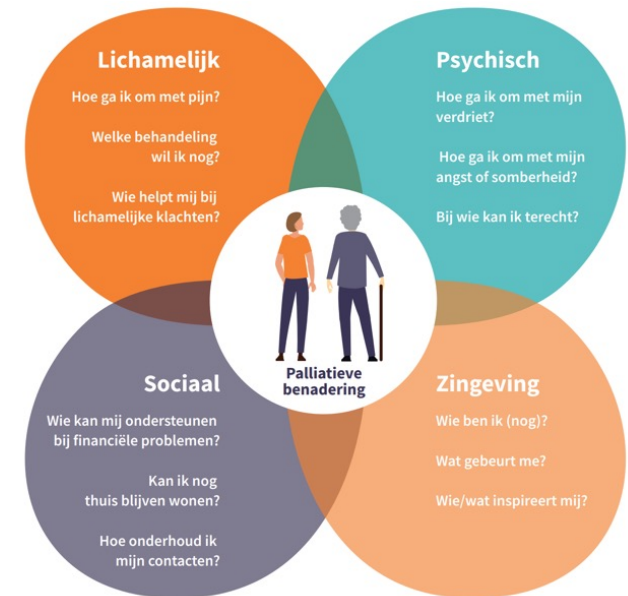 Lichamelijk
Hoe ga ik om met pijn?
Welke behandeling
wil ik nog?
Wie helpt mij bij
lichamelijke klachten?
Psychisch
Hoe ga ik om met mijn
verdriet?
Hoe ga ik om met mijn
angst of somberheid?
Bij wie kan ik terecht?
Palliatieve
benadering
Sociaal
Wie kan mij ondersteunen
bij financiële problemen?
Kan ik nog
thuis blijven wonen?
Hoe onderhoud ik
mijn contacten?
Zingeving
Wie ben ik (nog)?
Wat gebeurt me?
Wie/wat inspireert mij?